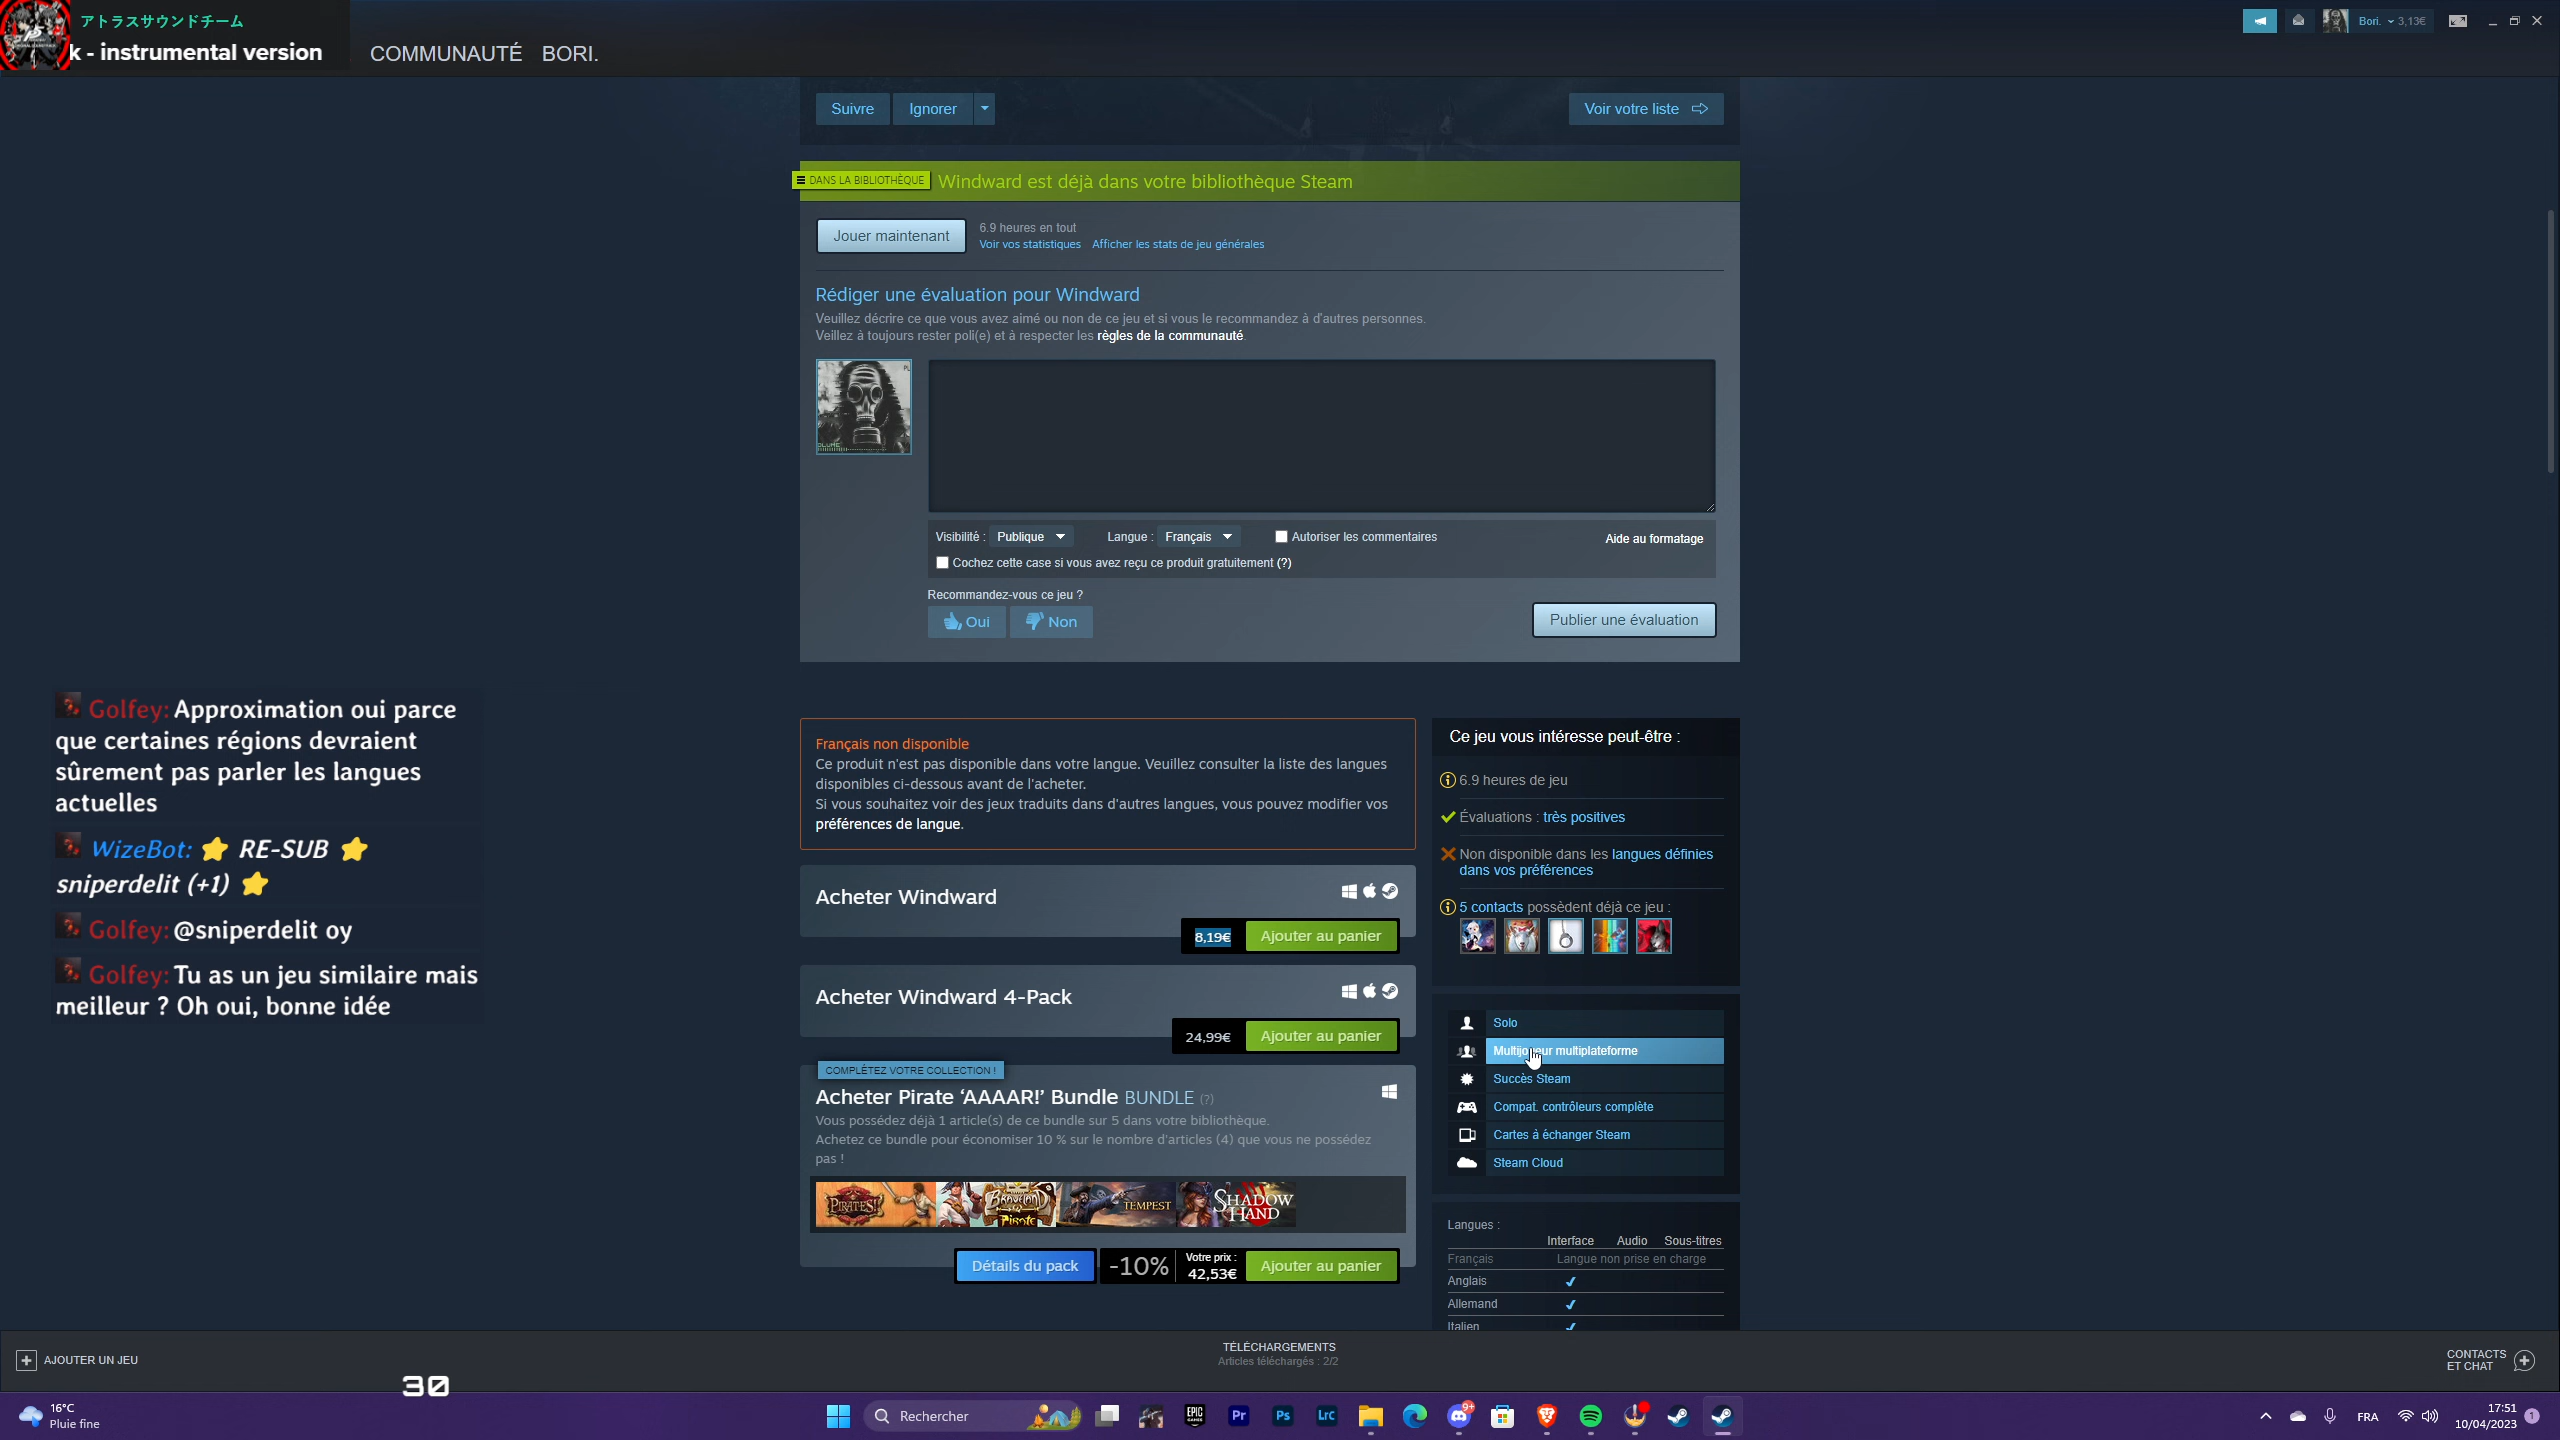 アトラスサウンドチーム
k - instrumental version
COMMUNAUTÉ BORI.
Bori. 3,13€
Suivre
Ignorer
Voir votre liste
DANS LA BIBLIOTHÈQUE
Windward est déjà dans votre bibliothèque Steam
Jouer maintenant
6.9 heures en tout
Voir vos statistiques Afficher les stats de jeu générales
Rédiger une évaluation pour Windward
Veuillez décrire ce que vous avez aimé ou non de ce jeu et si vous le recommandez à d'autres personnes.
Veillez à toujours rester poli(e) et à respecter les règles de la communauté
Visibilité : Publique
Langue : Français
Autoriser les commentaires
Aide au formatage
Cochez cette case si vous avez reçu ce produit gratuitement (?)
Recommandez-vous ce jeu ?
Oui
Non
Publier une évaluation
Golfey: Approximation oui parce
que certaines régions devraient
sûrement pas parler les langues
actuelles
WizeBot: RE-SUB
sniperdelit (+1)
Golfey: @sniperdelit oy
Golfey: Tu as un jeu similaire mais
meilleur ? Oh oui, bonne idée
Français non disponible
Ce produit n'est pas disponible dans votre langue. Veuillez consulter la liste des langues
disponibles ci-dessous avant de l'acheter.
Si vous souhaitez voir des jeux traduits dans d'autres langues, vous pouvez modifier vos
préférences de langue.
Acheter Windward
8,19€
Ajouter au panier
Acheter Windward 4-Pack
24,99€
Ajouter au panier
COMPLÉTEZ VOTRE COLLECTION !
Acheter Pirate ‘AAAAR!’ Bundle BUNDLE (?)
Vous possédez déjà 1 article(s) de ce bundle sur 5 dans votre bibliothèque.
Achetez ce bundle pour économiser 10 % sur le nombre d'articles (4) que vous ne possédez
pas !
PIRATES!
BRAVELAND
PIRATE
TEMPEST
SHADOW
HAND
Détails du pack
-10%
Votre prix :
42,53€
Ajouter au panier
Ce jeu vous intéresse peut-être :
6.9 heures de jeu
Évaluations : très positives
Non disponible dans les langues définies
dans vos préférences
5 contacts possèdent déjà ce jeu :
Solo
Multijoueur multiplateforme
Succès Steam
Compat. contrôleurs complète
Cartes à échanger Steam
Steam Cloud
Langues :
Interface Audio Sous-titres
Français Langue non prise en charge
Anglais
Allemand
Italien
AJOUTER UN JEU
TÉLÉCHARGEMENTS
Articles téléchargés : 2/2
CONTACTS
ET CHAT
30
16°C
Pluie fine
Rechercher
EPIC
GAMES
Pr
Ps
Lrc
9+
FRA
17:51
10/04/2023
1